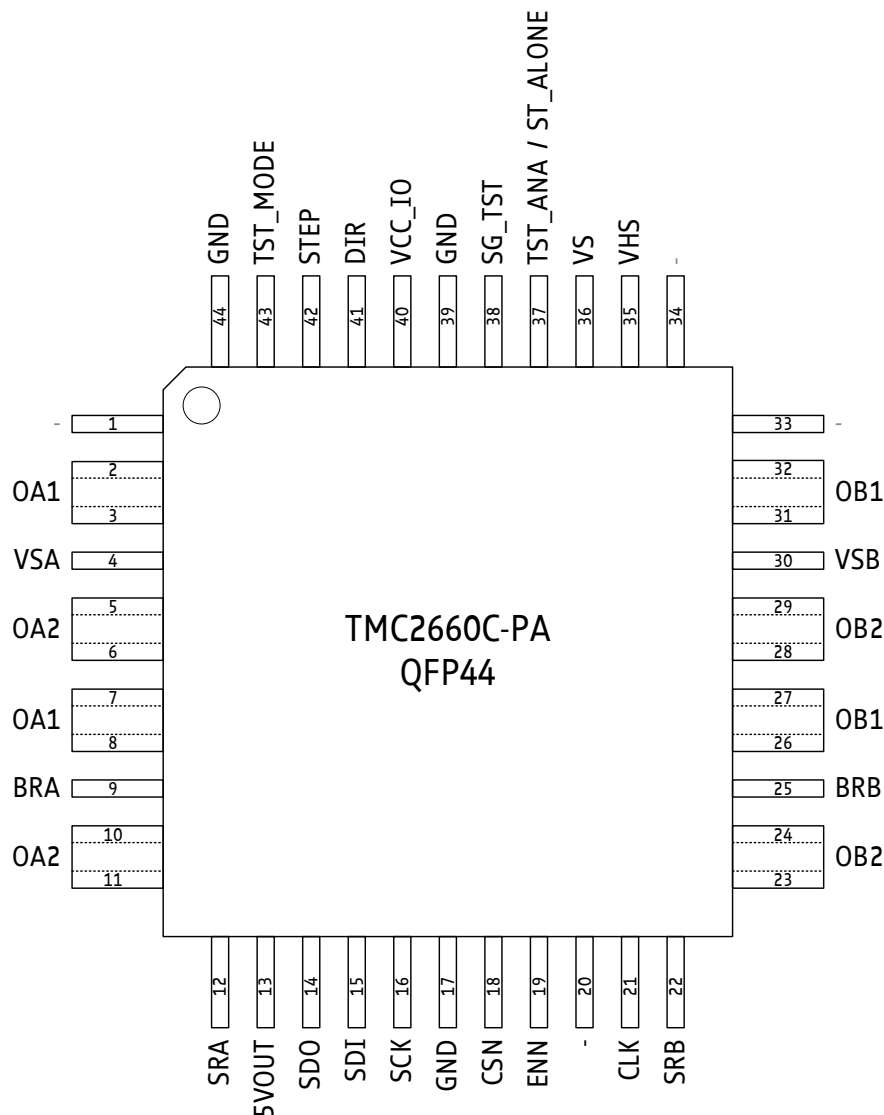 GND
TST_MODE
STEP
DIR
VCC_IO
GND
SG_TST
TST_ANA / ST_ALONE
VS
VHS
-
44
43
42
41
40
39
38
37
36
35
34
- 1
33 -
OA1
2
3
32
31
OB1
VSA 4
30 VSB
OA2
5
6
29
28
OB2
TMC2660C-PA
QFP44
OA1
7
8
27
26
OB1
BRA 9
25 BRB
OA2
10
11
24
23
OB2
12
13
14
15
16
17
18
19
20
21
22
SRA
5VOUT
SDO
SDI
SCK
GND
CSN
ENN
-
CLK
SRB